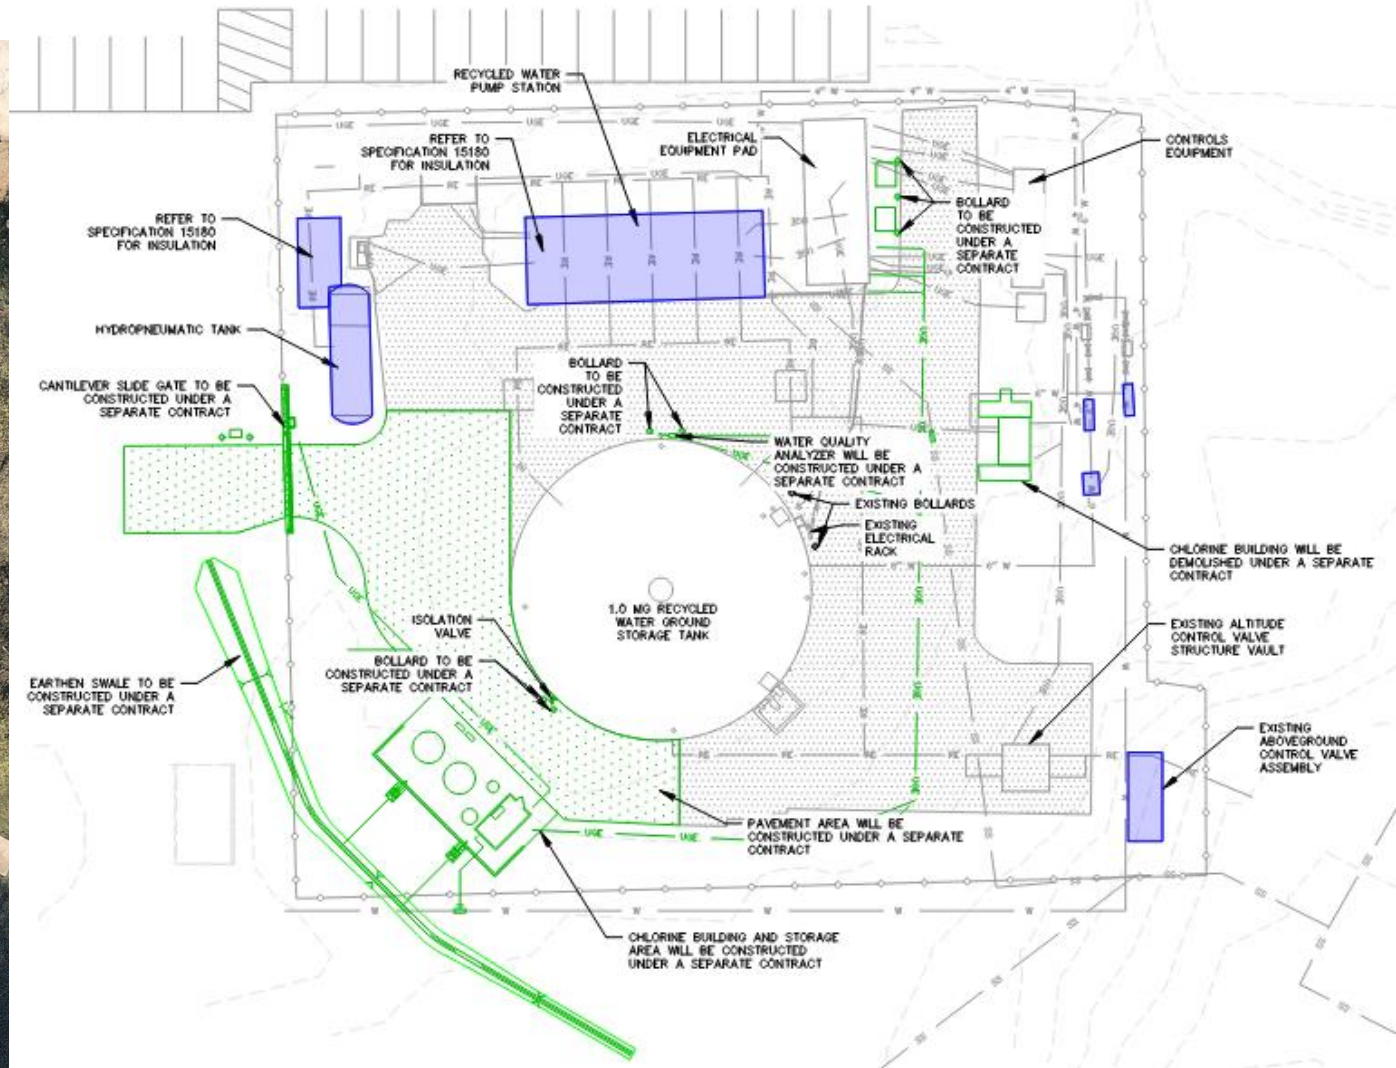 RECYCLED WATER
PUMP STATION
REFER TO
SPECIFICATION 15180
FOR INSULATION
ELECTRICAL
EQUIPMENT PAD
CONTROLS
EQUIPMENT
BOLLARD
TO BE
CONSTRUCTED
UNDER A
SEPARATE
CONTRACT
REFER TO
SPECIFICATION 15180
FOR INSULATION
HYDROPNEUMATIC TANK
CANTILEVER SLIDE GATE TO BE
CONSTRUCTED UNDER A
SEPARATE CONTRACT
BOLLARD
TO BE
CONSTRUCTED
UNDER A
SEPARATE
CONTRACT
WATER QUALITY
ANALYZER WILL BE
CONSTRUCTED UNDER A
SEPARATE CONTRACT
EXISTING BOLLARDS
EXISTING
ELECTRICAL
RACK
CHLORINE BUILDING WILL BE
DEMOLISHED UNDER A SEPARATE
CONTRACT
1.0 MG RECYCLED
WATER GROUND
STORAGE TANK
ISOLATION
VALVE
BOLLARD TO BE
CONSTRUCTED UNDER A
SEPARATE CONTRACT
EXISTING ALTITUDE
CONTROL VALVE
STRUCTURE VAULT
EARTHEN SWALE TO BE
CONSTRUCTED UNDER A
SEPARATE CONTRACT
EXISTING
ABOVEGROUND
CONTROL VALVE
ASSEMBLY
PAVEMENT AREA WILL BE
CONSTRUCTED UNDER A SEPARATE
CONTRACT
CHLORINE BUILDING AND STORAGE
AREA WILL BE CONSTRUCTED
UNDER A SEPARATE CONTRACT